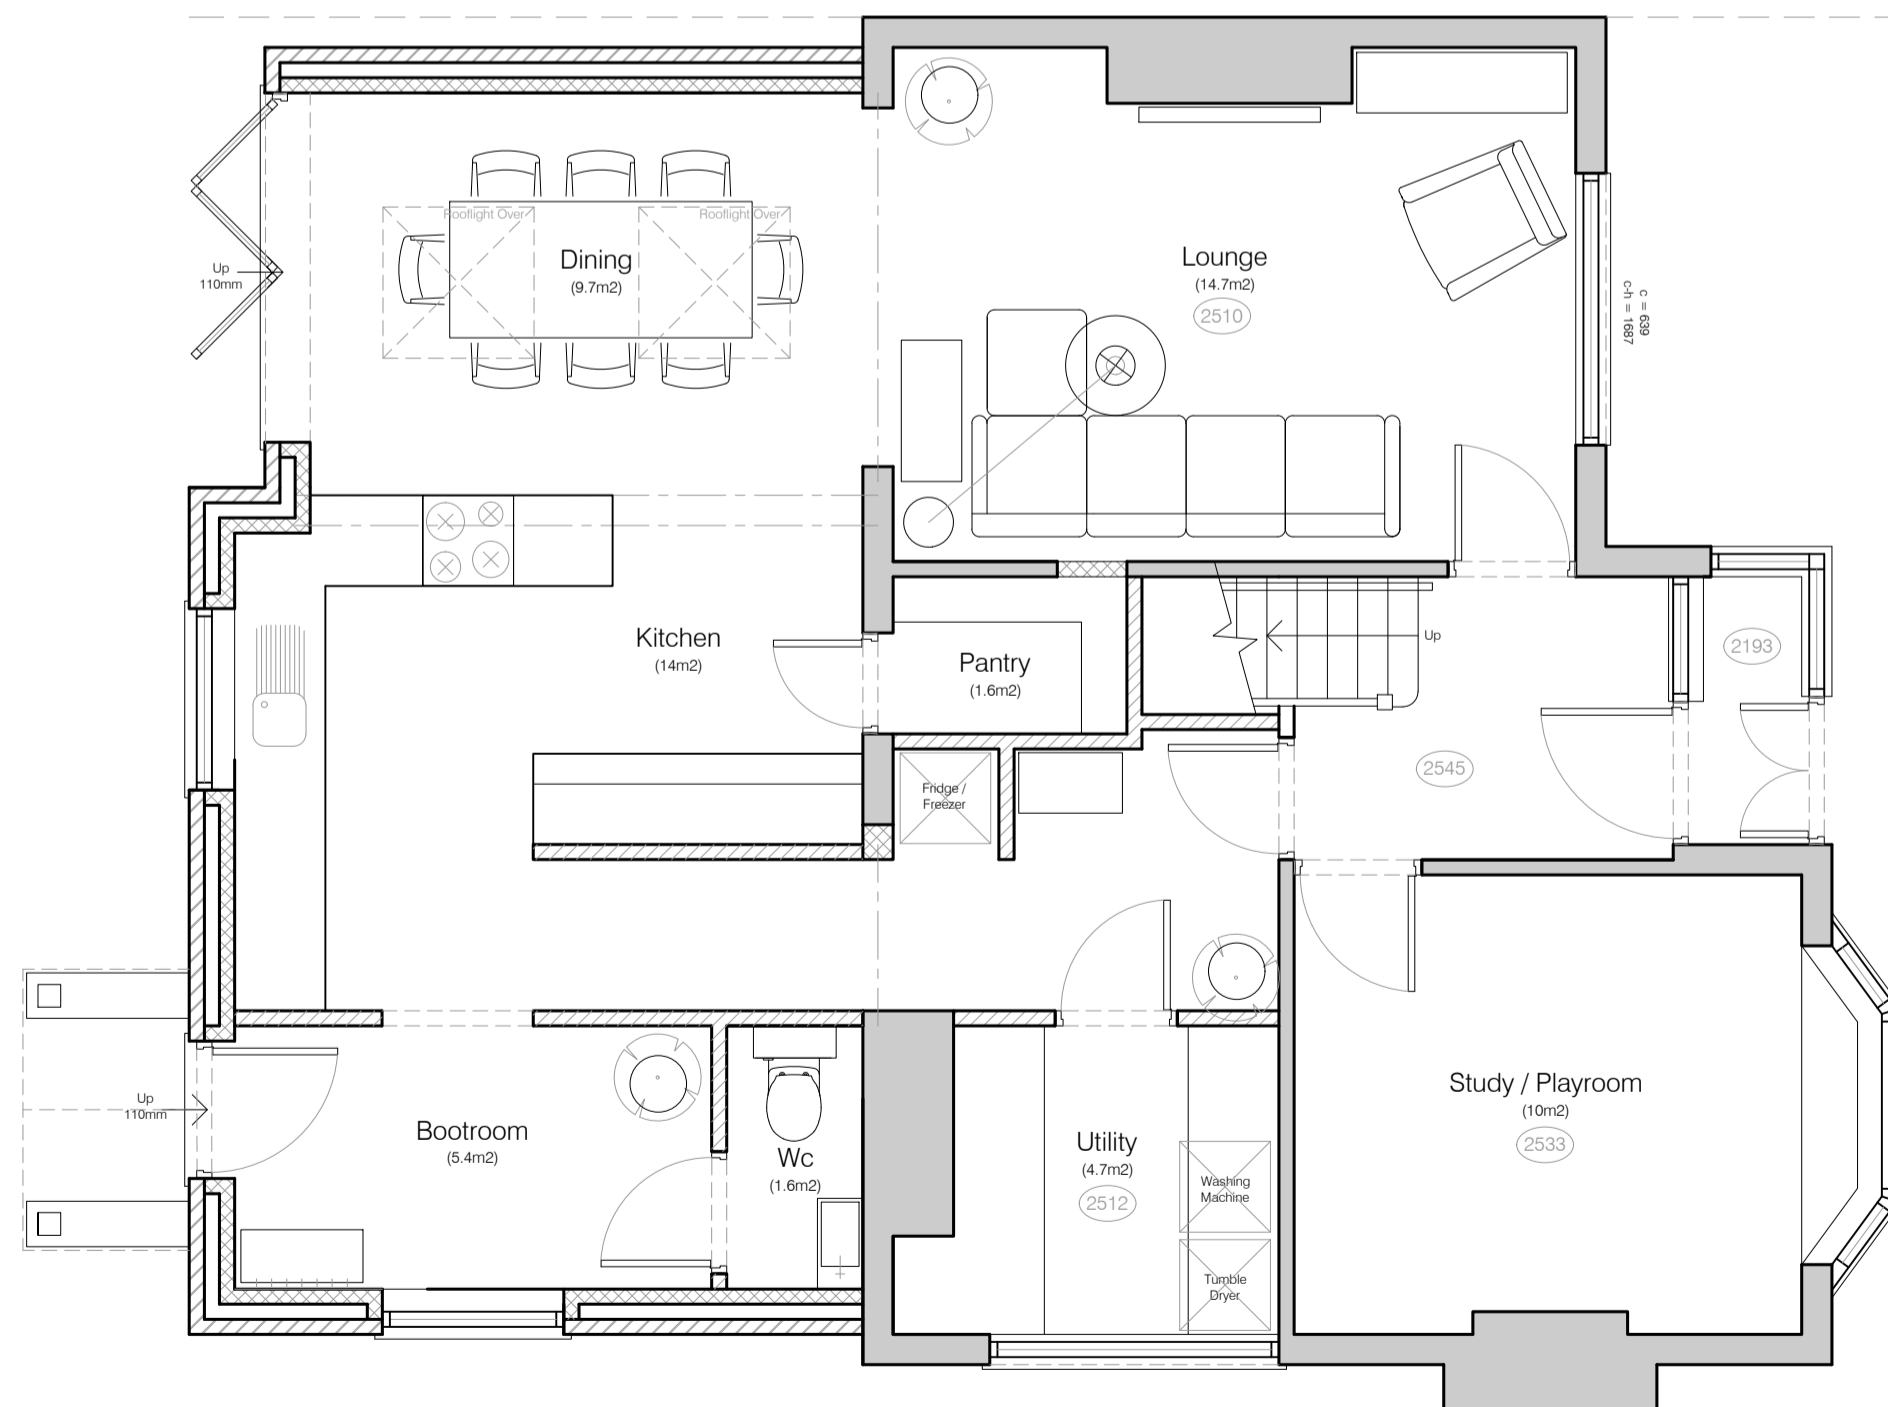 Rooflight Over
Rooflight Over
Dining
(9.7m2)
Up
110mm
Lounge
(14.7m2)
2510
c = 639
c-h = 1687
Kitchen
(14m2)
Pantry
(1.6m2)
Up
2193
2545
Fridge /
Freezer
Up
110mm
Bootroom
(5.4m2)
Wc
(1.6m2)
Utility
(4.7m2)
2512
Washing
Machine
Tumble
Dryer
Study / Playroom
(10m2)
2533